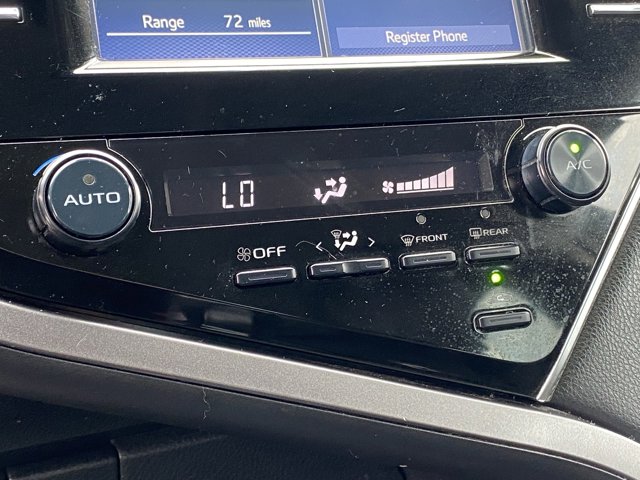 Range 72 miles
Register Phone
AUTO
LO
A/C
OFF
< >
FRONT
REAR